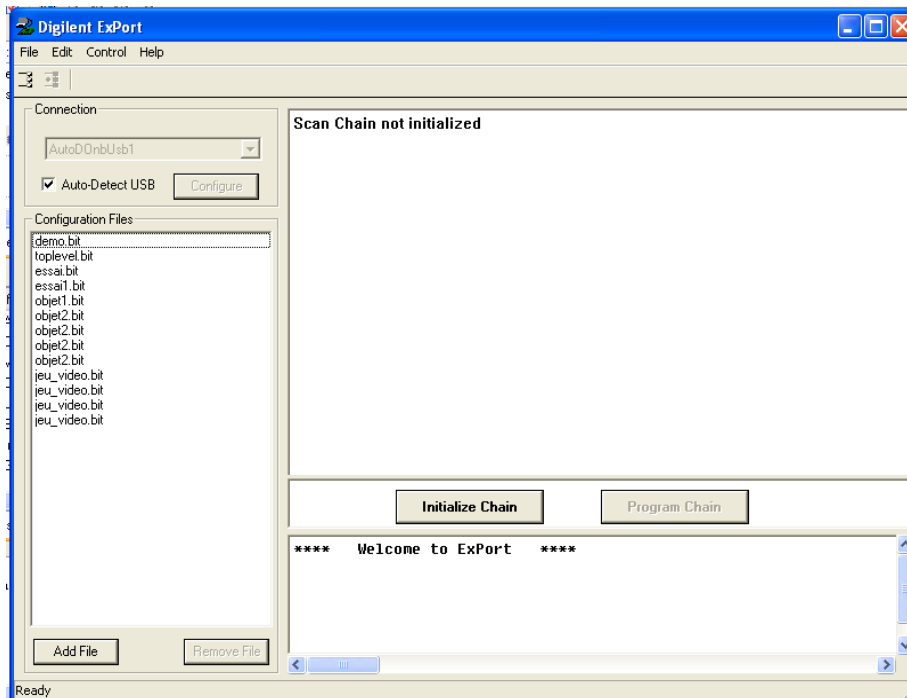 Digilent ExPort
File Edit Control Help
Connection
AutoDOnbUsb1
Auto-Detect USB
Configure
Configuration Files
demo.bit
toplevel.bit
essai.bit
essai1.bit
objet1.bit
objet2.bit
objet2.bit
objet2.bit
objet2.bit
jeu_video.bit
jeu_video.bit
jeu_video.bit
jeu_video.bit
Add File
Remove File
Scan Chain not initialized
Initialize Chain
Program Chain
**** Welcome to ExPort ****
Ready